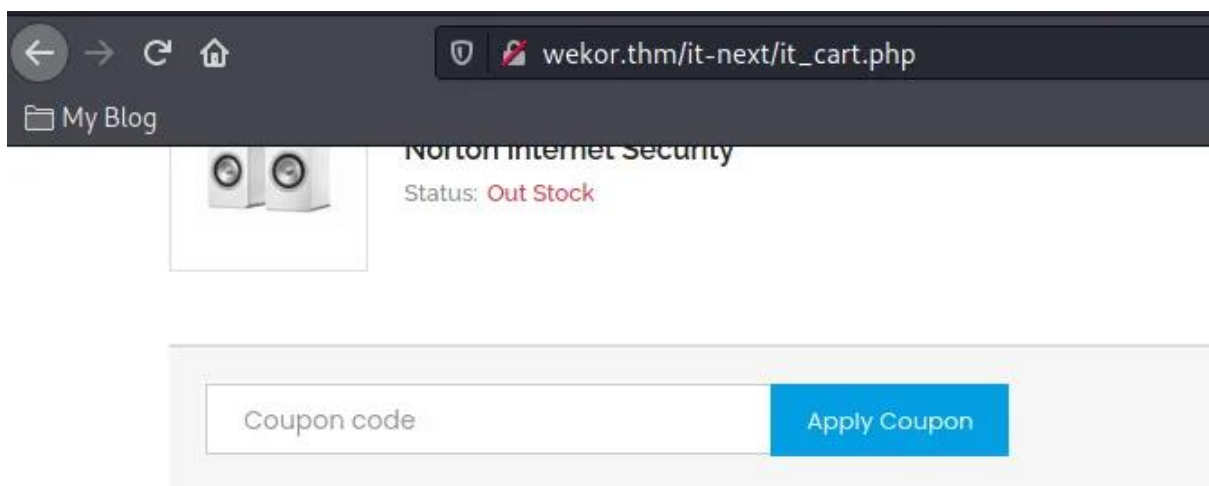 wekor.thm/it-next/it_cart.php
My Blog
Norton Internet Security
Status: Out Stock
Coupon code
Apply Coupon